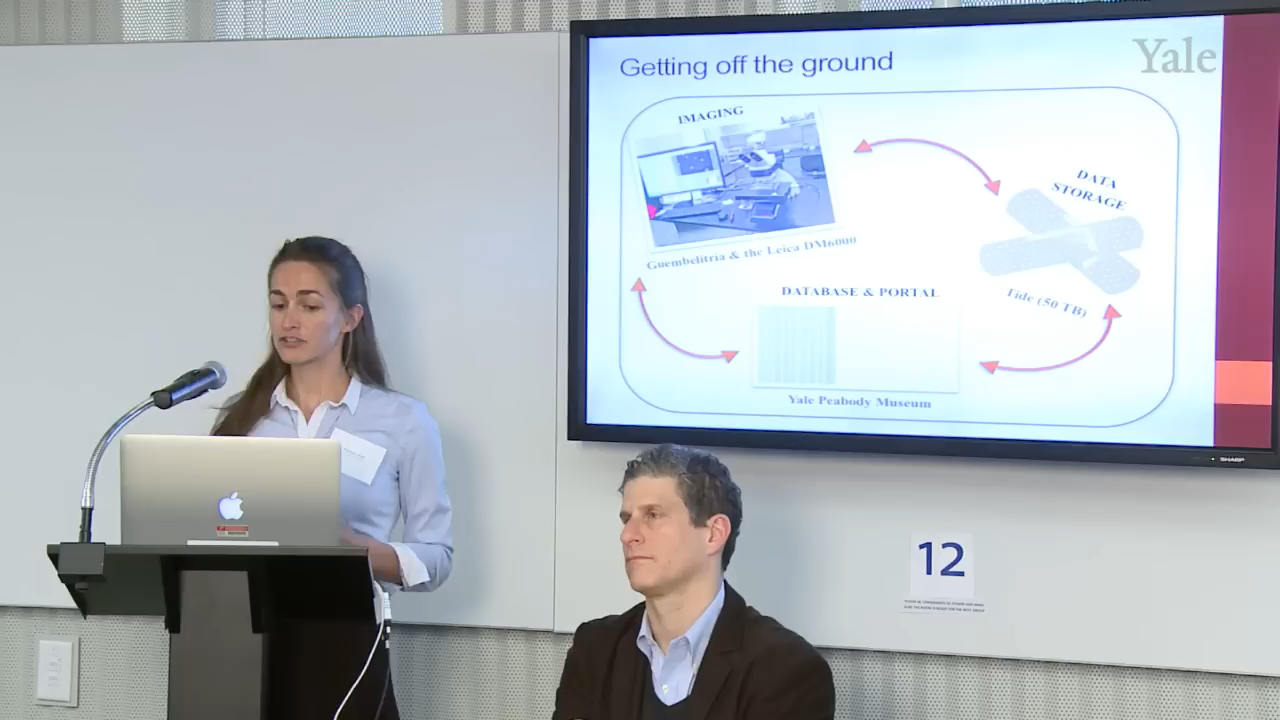 Getting off the ground
Yale
IMAGING
Guembelitria & the Leica DM6000
DATA
STORAGE
Tide (50 TB)
DATABASE & PORTAL
Yale Peabody Museum
SHARP
12